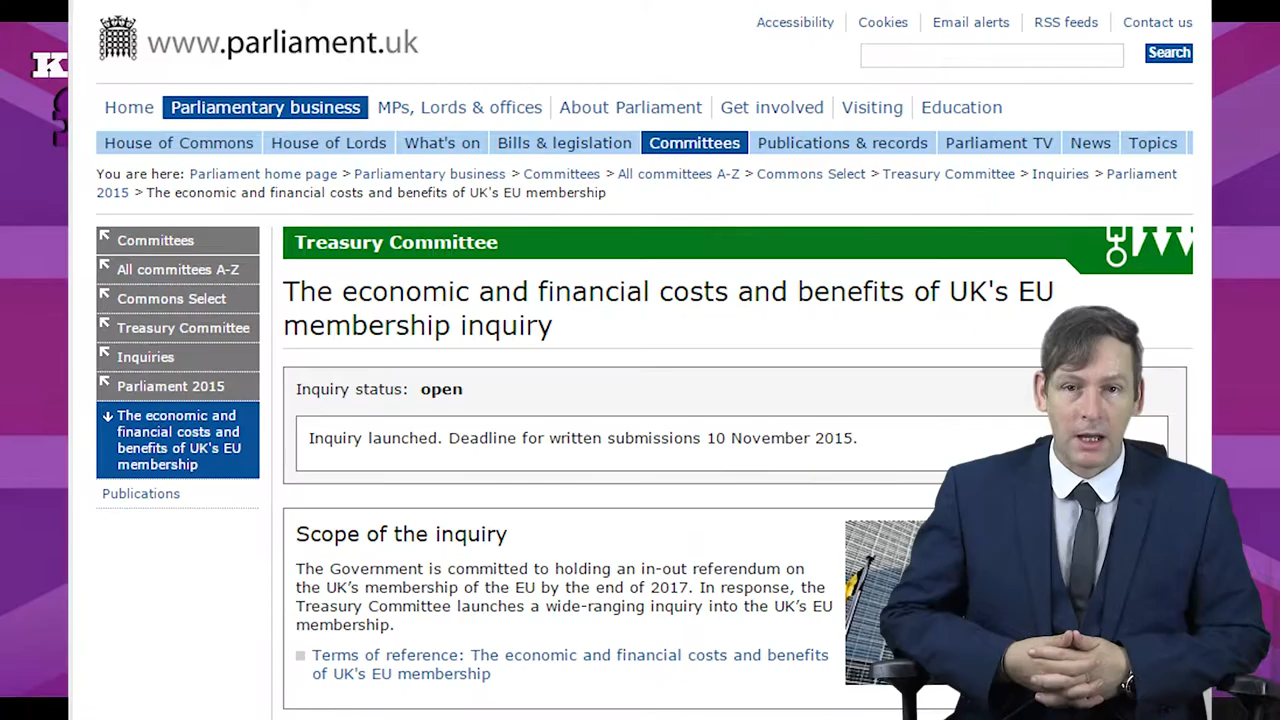 Accessibility
Cookies
Email alerts
RSS feeds
Contact us
www.parliament.uk
Search
K
Home
Parliamentary business
MPs, Lords & offices
About Parliament
Get involved
Visiting
Education
House of Commons
House of Lords
What's on
Bills & legislation
Committees
Publications & records
Parliament TV
News
Topics
You are here: Parliament home page > Parliamentary business > Committees > All committees A-Z > Commons Select > Treasury Committee > Inquiries > Parliament
2015 > The economic and financial costs and benefits of UK's EU membership
Committees
All committees A-Z
Commons Select
Treasury Committee
Inquiries
Parliament 2015
The economic and
financial costs and
benefits of UK's EU
membership
Publications
Treasury Committee
The economic and financial costs and benefits of UK's EU
membership inquiry
Inquiry status: open
Inquiry launched. Deadline for written submissions 10 November 2015.
Scope of the inquiry
The Government is committed to holding an in-out referendum on
the UK’s membership of the EU by the end of 2017. In response, the
Treasury Committee launches a wide-ranging inquiry into the UK’s EU
membership.
Terms of reference: The economic and financial costs and benefits
of UK's EU membership